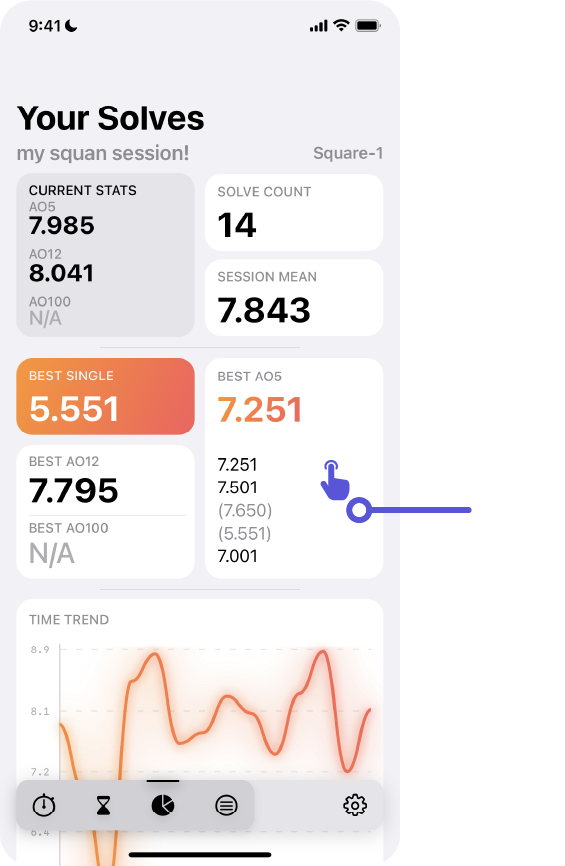 9:41
Your Solves
my squan session!
Square-1
CURRENT STATS
AO5
7.985
AO12
8.041
AO100
N/A
SOLVE COUNT
14
SESSION MEAN
7.843
BEST SINGLE
5.551
BEST AO12
7.795
BEST AO100
N/A
BEST AO5
7.251
7.251
7.501
(7.650)
(5.551)
7.001
TIME TREND
8.9
8.1
7.2
6.4